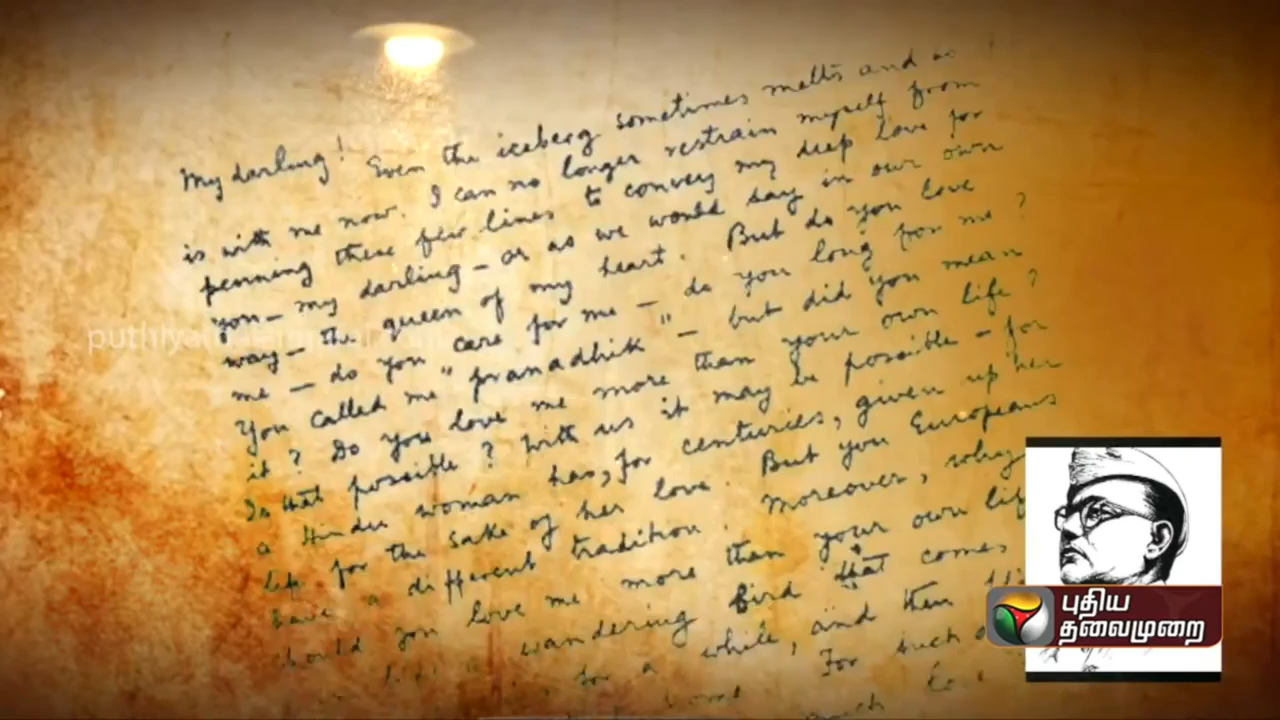 My darling! Even the iceberg sometimes melts and so
is with me now. I can no longer restrain myself from
penning these few lines to convey my deep love for
you - my darling - or as we would say in our own
way - the queen of my heart. But do you love
me - do you care for me - do you long for me?
You called me "pranadhik" - but did you mean
it? Do you love me more than your own life?
Is that possible? With us it may be possible - for
a Hindu woman has, for centuries, given up her
life for the sake of her love. But you Europeans
have a different tradition. Moreover, why
should you love me more than your own life
a wandering bird that comes
for a while, and then
For such a
much to
puthiyathalaimurai.com
புதிய
தலைமுறை